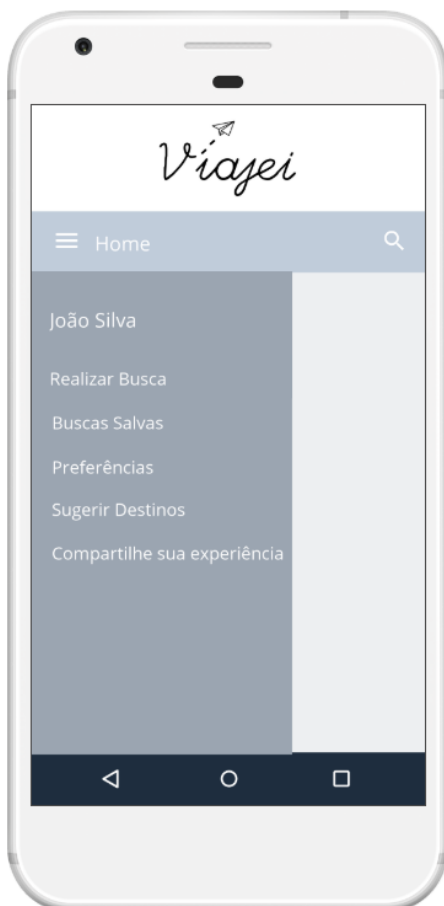 Viajei
Home
João Silva
Realizar Busca
Buscas Salvas
Preferências
Sugerir Destinos
Compartilhe sua experiência